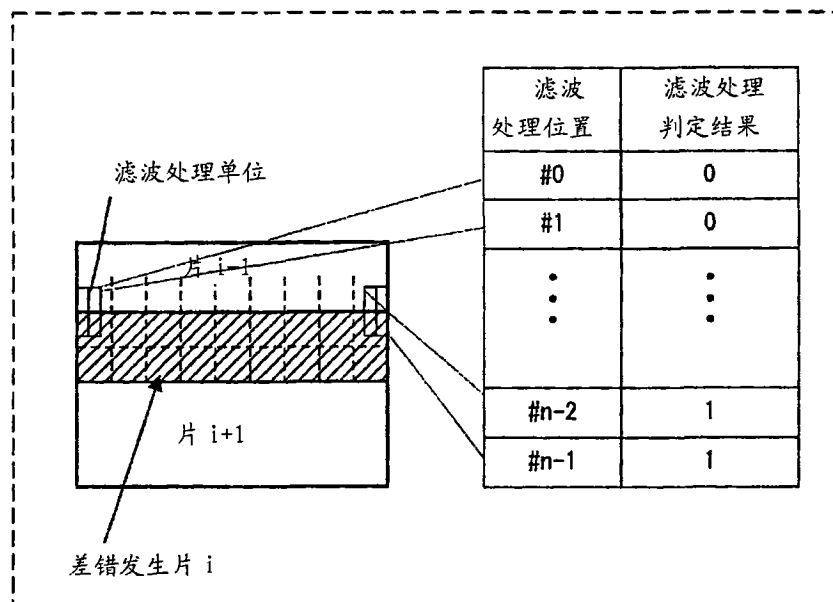 滤波
处理位置
滤波处理
判定结果
#0
0
#1
0
#n-2
1
#n-1
1
滤波处理单位
片 i-1
片 i+1
差错发生片 i